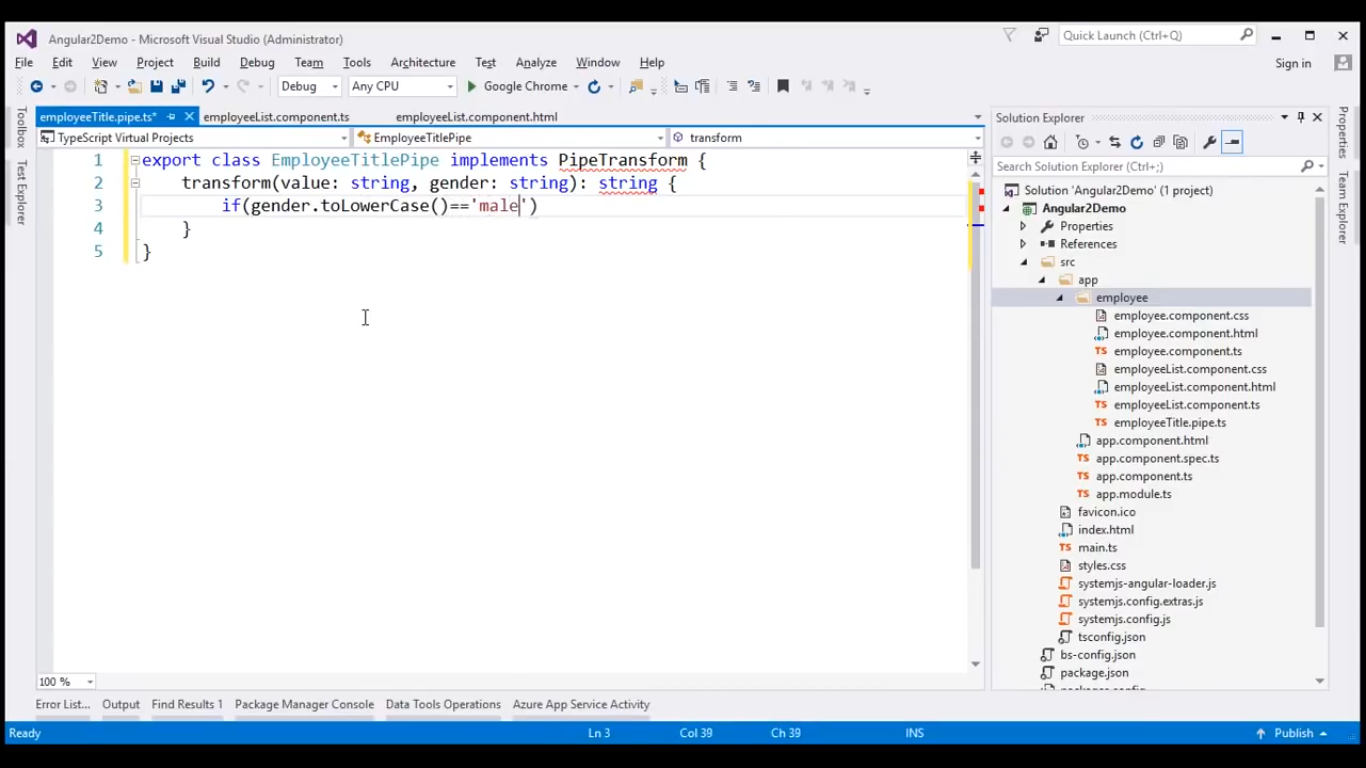 Angular2Demo - Microsoft Visual Studio (Administrator)
Quick Launch (Ctrl+Q)
File Edit View Project Build Debug Team Tools Architecture Test Analyze Window Help
Sign in
Debug Any CPU Google Chrome
Toolbox
Test Explorer
employeeTitle.pipe.ts* employeeList.component.ts employeeList.component.html
TypeScript Virtual Projects EmployeeTitlePipe transform
1 export class EmployeeTitlePipe implements PipeTransform {
2 transform(value: string, gender: string): string {
3 if(gender.toLowerCase()=='male')
4 }
5 }
100 %
Solution Explorer
Search Solution Explorer (Ctrl+;)
Solution 'Angular2Demo' (1 project)
Angular2Demo
Properties
References
src
app
employee
employee.component.css
employee.component.html
employee.component.ts
employeeList.component.css
employeeList.component.html
employeeList.component.ts
employeeTitle.pipe.ts
app.component.html
app.component.spec.ts
app.component.ts
app.module.ts
favicon.ico
index.html
main.ts
styles.css
systemjs-angular-loader.js
systemjs.config.extras.js
systemjs.config.js
tsconfig.json
bs-config.json
package.json
Properties
Team Explorer
Error List... Output Find Results 1 Package Manager Console Data Tools Operations Azure App Service Activity
Ready Ln 3 Col 39 Ch 39 INS Publish